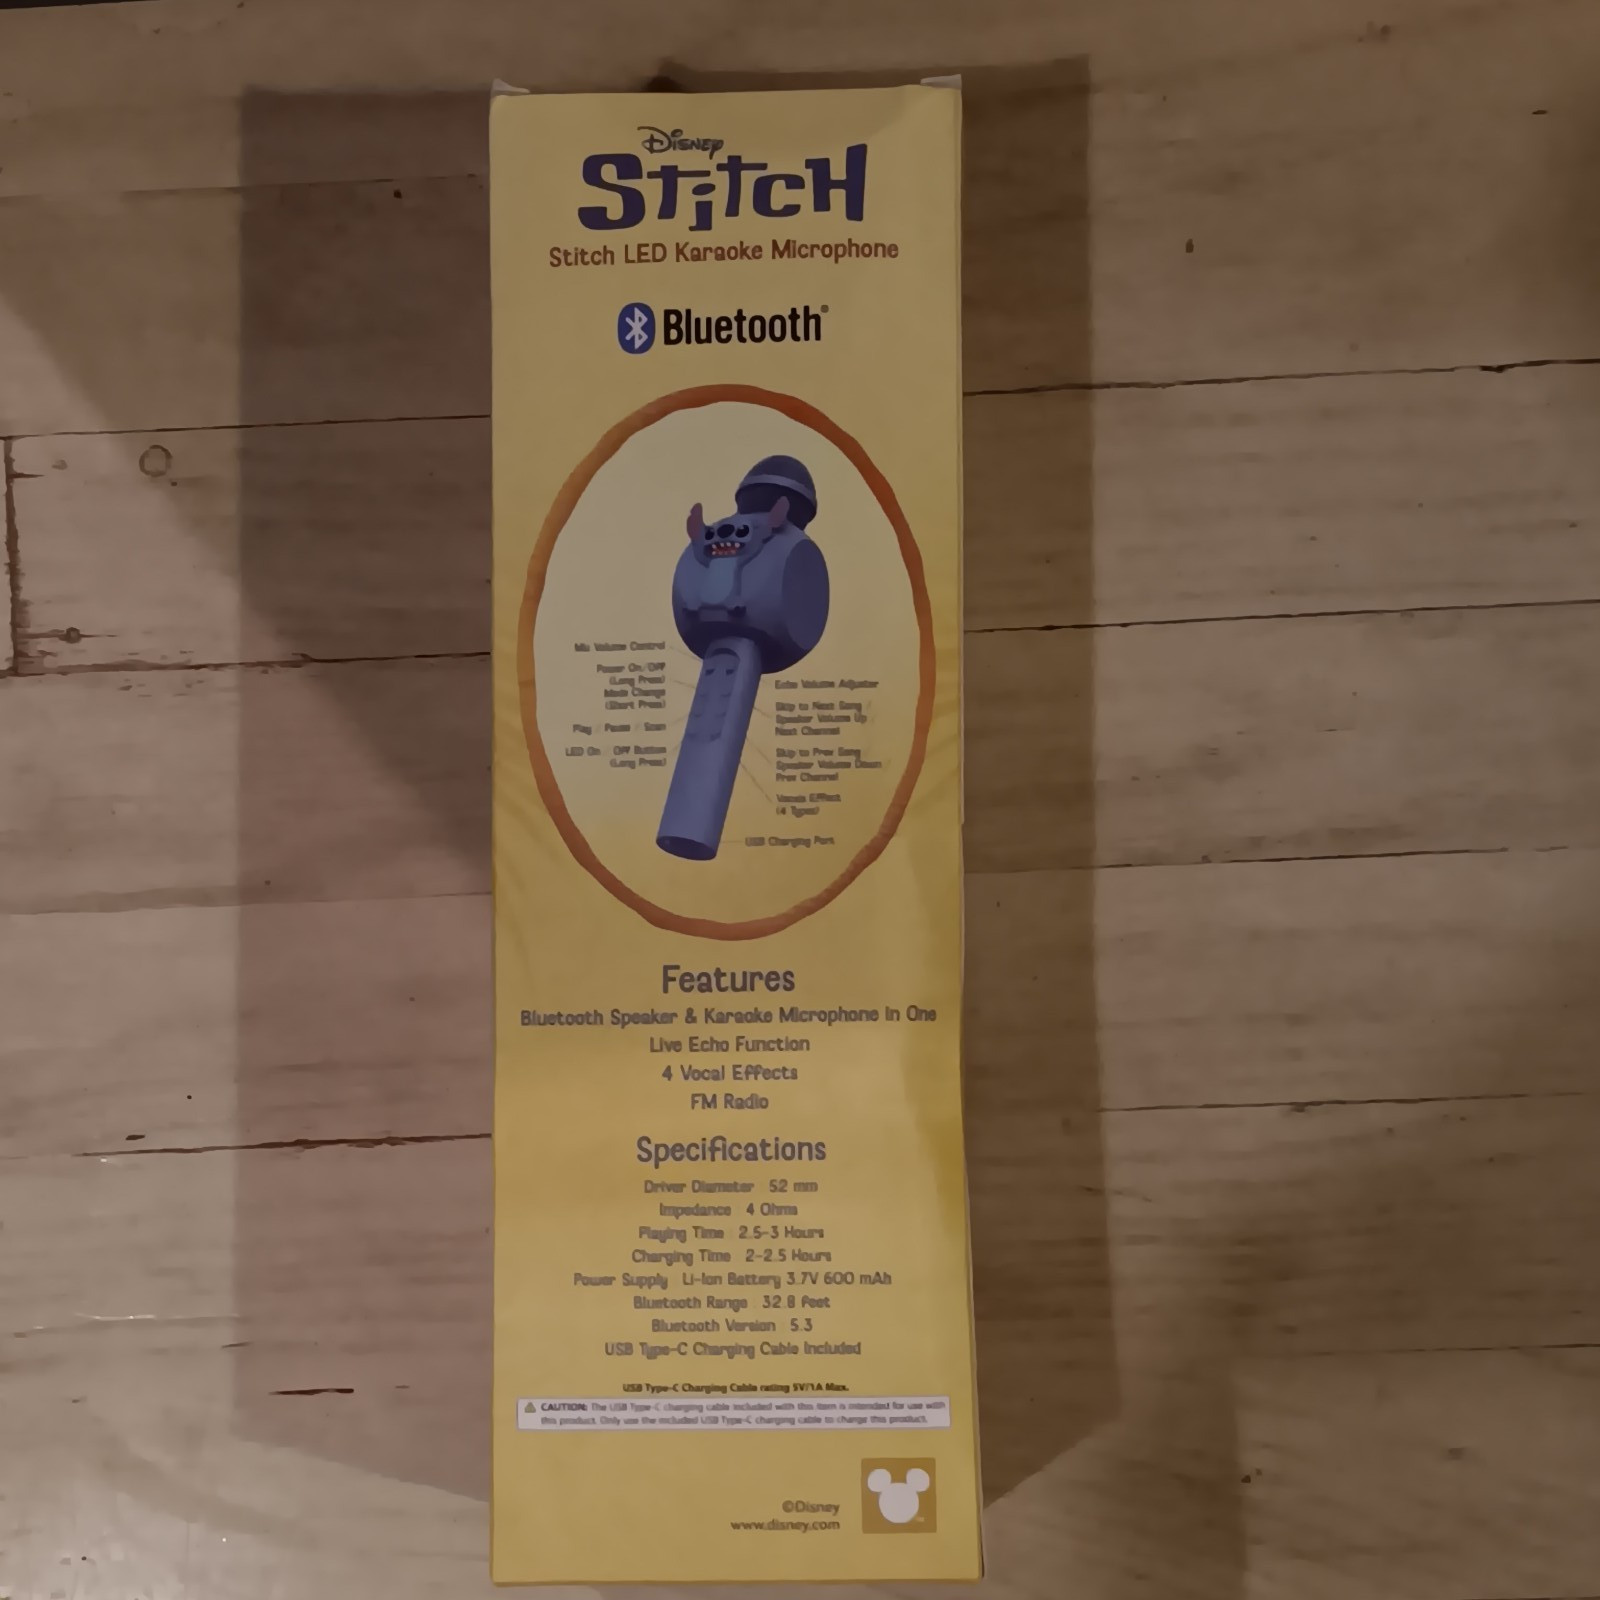 Disney
Stitch
Stitch LED Karaoke Microphone
Bluetooth®
Mic Volume Control
Power On/OFF
(Long Press)
Mode Change
(Short Press)
Play / Pause / Scan
LED On / OFF Button
(Long Press)
Echo Volume Adjuster
Skip to Next Song /
Speaker Volume Up /
Next Channel
Skip to Prev Song /
Speaker Volume Down /
Prev Channel
Vocals Effect
(4 Types)
USB Charging Port
Features
Bluetooth Speaker & Karaoke Microphone In One
Live Echo Function
4 Vocal Effects
FM Radio
Specifications
Driver Diameter 52 mm
Impedance 4 Ohms
Playing Time 2.5-3 Hours
Charging Time 2-2.5 Hours
Power Supply Li-Ion Battery 3.7V 600 mAh
Bluetooth Range 32.8 feet
Bluetooth Version 5.3
USB Type-C Charging Cable Included
USB Type-C Charging Cable rating 5V/1A Max.
CAUTION: The USB Type-C charging cable included with this item is intended for use with
this product. Only use the included USB Type-C charging cable to charge this product.
©Disney
www.disney.com